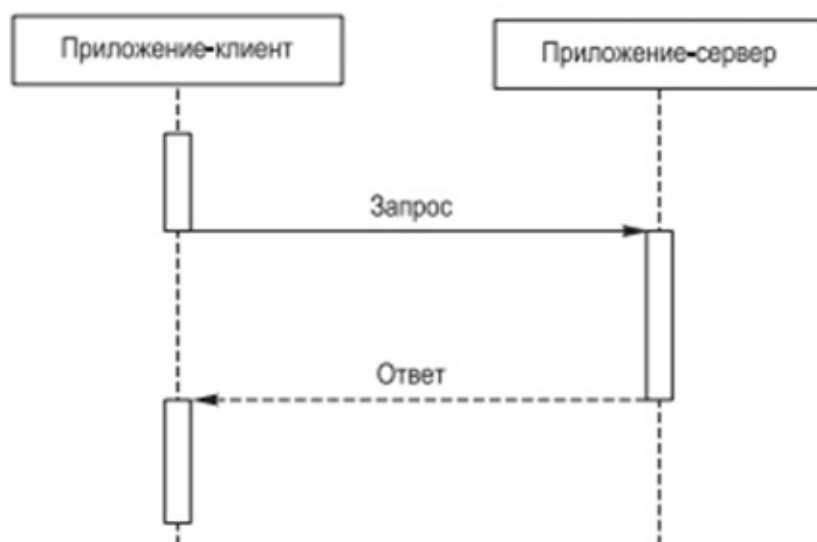 Приложение-клиент
Приложение-сервер
Запрос
Ответ